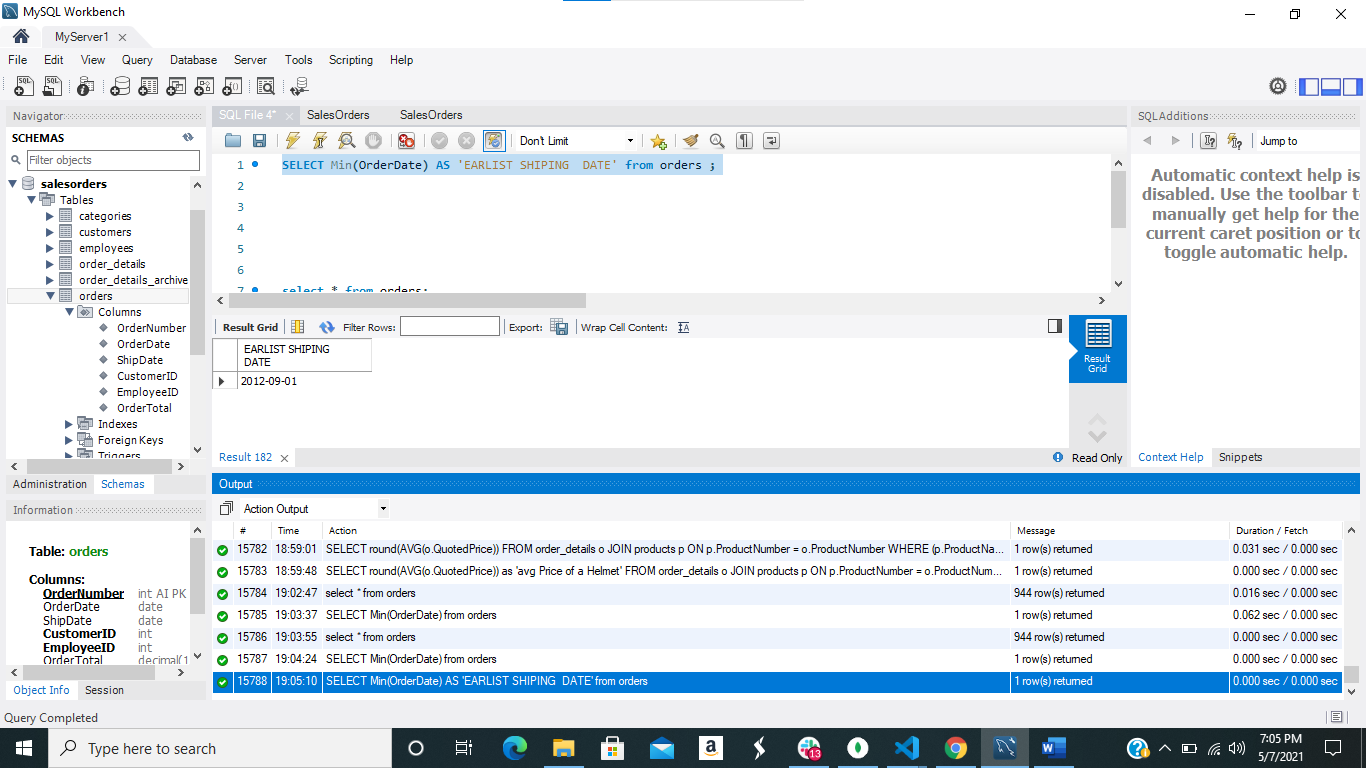 MySQL Workbench
MyServer1
File Edit View Query Database Server Tools Scripting Help
Navigator
SCHEMAS
Filter objects
salesorders
Tables
categories
customers
employees
order_details
order_details_archive
orders
Columns
OrderNumber
OrderDate
ShipDate
CustomerID
EmployeeID
OrderTotal
Indexes
Foreign Keys
Triggers
Administration Schemas
Information
Table: orders
Columns:
OrderNumber int AI PK
OrderDate date
ShipDate date
CustomerID int
EmployeeID int
OrderTotal decimal(1
Object Info Session
SQL File 4* SalesOrders SalesOrders
Don't Limit
1 SELECT Min(OrderDate) AS 'EARLIST SHIPING  DATE' from orders ;
2
3
4
5
6
7 select * from orders;
Result Grid Filter Rows: Export: Wrap Cell Content:
EARLIST SHIPING
DATE
2012-09-01
Result
Grid
Result 182
Read Only
SQLAdditions
Jump to
Automatic context help is
disabled. Use the toolbar t
manually get help for the
current caret position or to
toggle automatic help.
Context Help Snippets
Output
Action Output
# Time Action Message Duration / Fetch
15782 18:59:01 SELECT round(AVG(o.QuotedPrice)) FROM order_details o JOIN products p ON p.ProductNumber = o.ProductNumber WHERE (p.ProductNa... 1 row(s) returned 0.031 sec / 0.000 sec
15783 18:59:48 SELECT round(AVG(o.QuotedPrice)) as 'avg Price of a Helmet' FROM order_details o JOIN products p ON p.ProductNumber = o.ProductNum... 1 row(s) returned 0.000 sec / 0.000 sec
15784 19:02:47 select * from orders 944 row(s) returned 0.016 sec / 0.000 sec
15785 19:03:37 SELECT Min(OrderDate) from orders 1 row(s) returned 0.062 sec / 0.000 sec
15786 19:03:55 select * from orders 944 row(s) returned 0.000 sec / 0.000 sec
15787 19:04:24 SELECT Min(OrderDate) from orders 1 row(s) returned 0.000 sec / 0.000 sec
15788 19:05:10 SELECT Min(OrderDate) AS 'EARLIST SHIPING  DATE' from orders 1 row(s) returned 0.000 sec / 0.000 sec
Query Completed
Type here to search
13
7:05 PM
5/7/2021